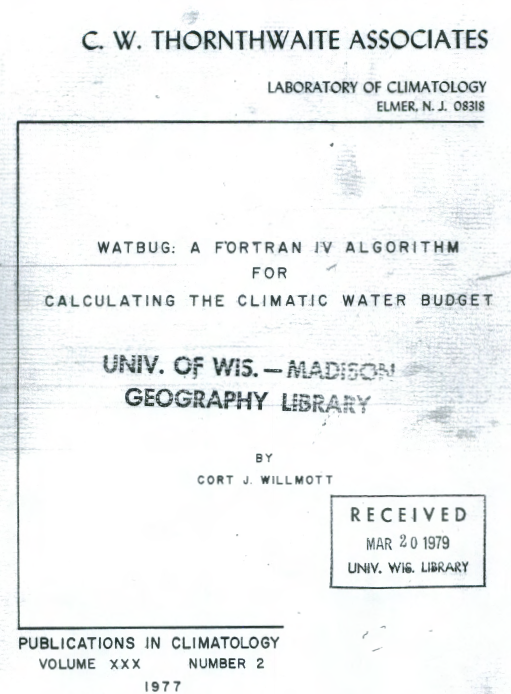 C. W. THORNTHWAITE ASSOCIATES
LABORATORY OF CLIMATOLOGY
ELMER, N. J. 08318
WATBUG: A FORTRAN IV ALGORITHM
FOR
CALCULATING THE CLIMATIC WATER BUDGET
UNIV. OF WIS. — MADISON
GEOGRAPHY LIBRARY
BY
CORT J. WILLMOTT
RECEIVED
MAR 20 1979
UNIV. WIS. LIBRARY
PUBLICATIONS IN CLIMATOLOGY
VOLUME XXX NUMBER 2
1977